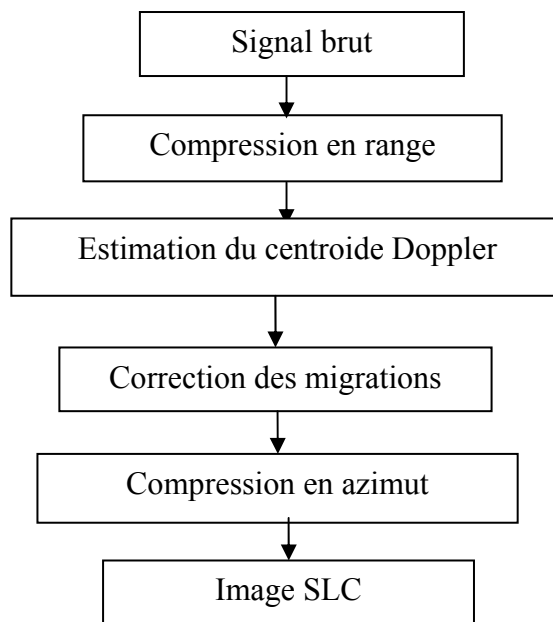 Signal brut
Compression en range
Estimation du centroide Doppler
Correction des migrations
Compression en azimut
Image SLC